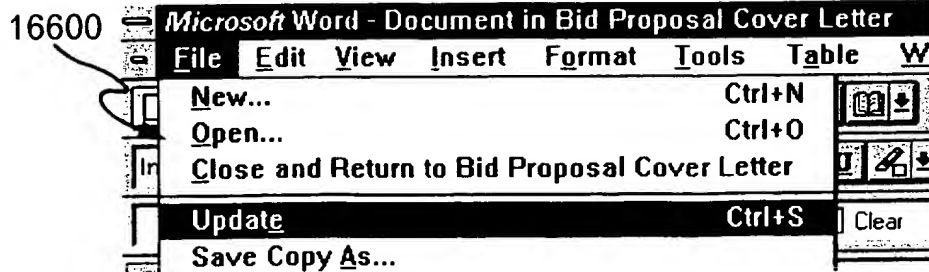 16600
Microsoft Word - Document in Bid Proposal Cover Letter
File Edit View Insert Format Tools Table W
New... Ctrl+N
Open... Ctrl+O
In Close and Return to Bid Proposal Cover Letter
Update Ctrl+S Clear
Save Copy As...